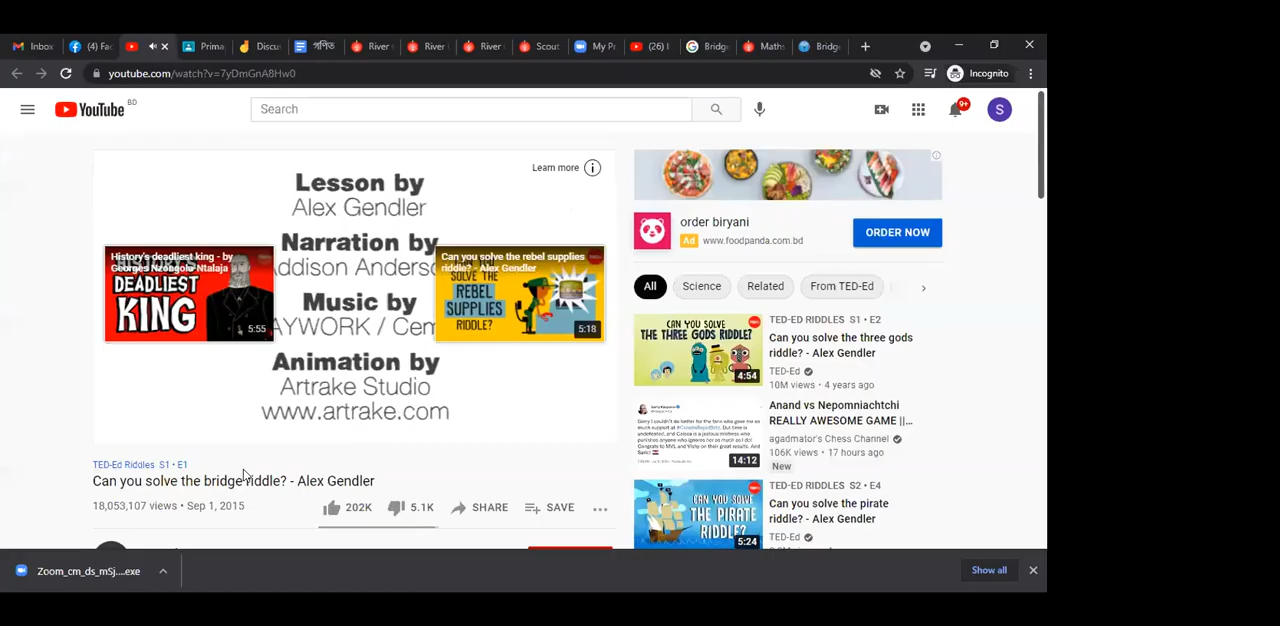 Inbox
(4) Fac
Prima
Discu
গণিত
River
River
River
Scout
My Pr
(26) I
Bridg
Maths
Bridg
youtube.com/watch?v=7yDmGnA8Hw0
Incognito
YouTube BD
Search
9+
S
Lesson by
Alex Gendler
Learn more
Narration by
Addison Anders
Music by
AYWORK / Cem
Animation by
Artrake Studio
www.artrake.com
History's deadliest king - by
Georges Nzongola-Ntalaja
DEADLIEST
KING
5:55
Can you solve the rebel supplies
riddle? - Alex Gendler
SOLVE THE
REBEL
SUPPLIES
RIDDLE?
5:18
TED-Ed Riddles S1 • E1
Can you solve the bridge riddle? - Alex Gendler
18,053,107 views • Sep 1, 2015
202K
5.1K
SHARE
SAVE
order biryani
Ad www.foodpanda.com.bd
ORDER NOW
All
Science
Related
From TED-Ed
CAN YOU SOLVE
THE THREE GODS RIDDLE?
4:54
TED-ED RIDDLES S1 • E2
Can you solve the three gods
riddle? - Alex Gendler
TED-Ed
10M views • 4 years ago
14:12
Anand vs Nepomniachtchi
REALLY AWESOME GAME ||...
agadmator's Chess Channel
106K views • 17 hours ago
New
CAN YOU SOLVE
THE PIRATE
RIDDLE?
5:24
TED-ED RIDDLES S2 • E4
Can you solve the pirate
riddle? - Alex Gendler
TED-Ed
Zoom_cm_ds_mSj....exe
Show all